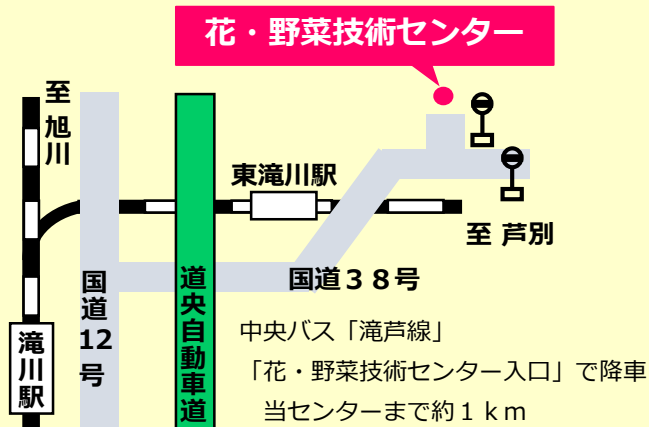 花・野菜技術センター
至旭川
東滝川駅
至 芦別
国道12号
道央自動車道
国道３８号
滝川駅
中央バス「滝芦線」
「花・野菜技術センター入口」で降車
当センターまで約１ｋｍ